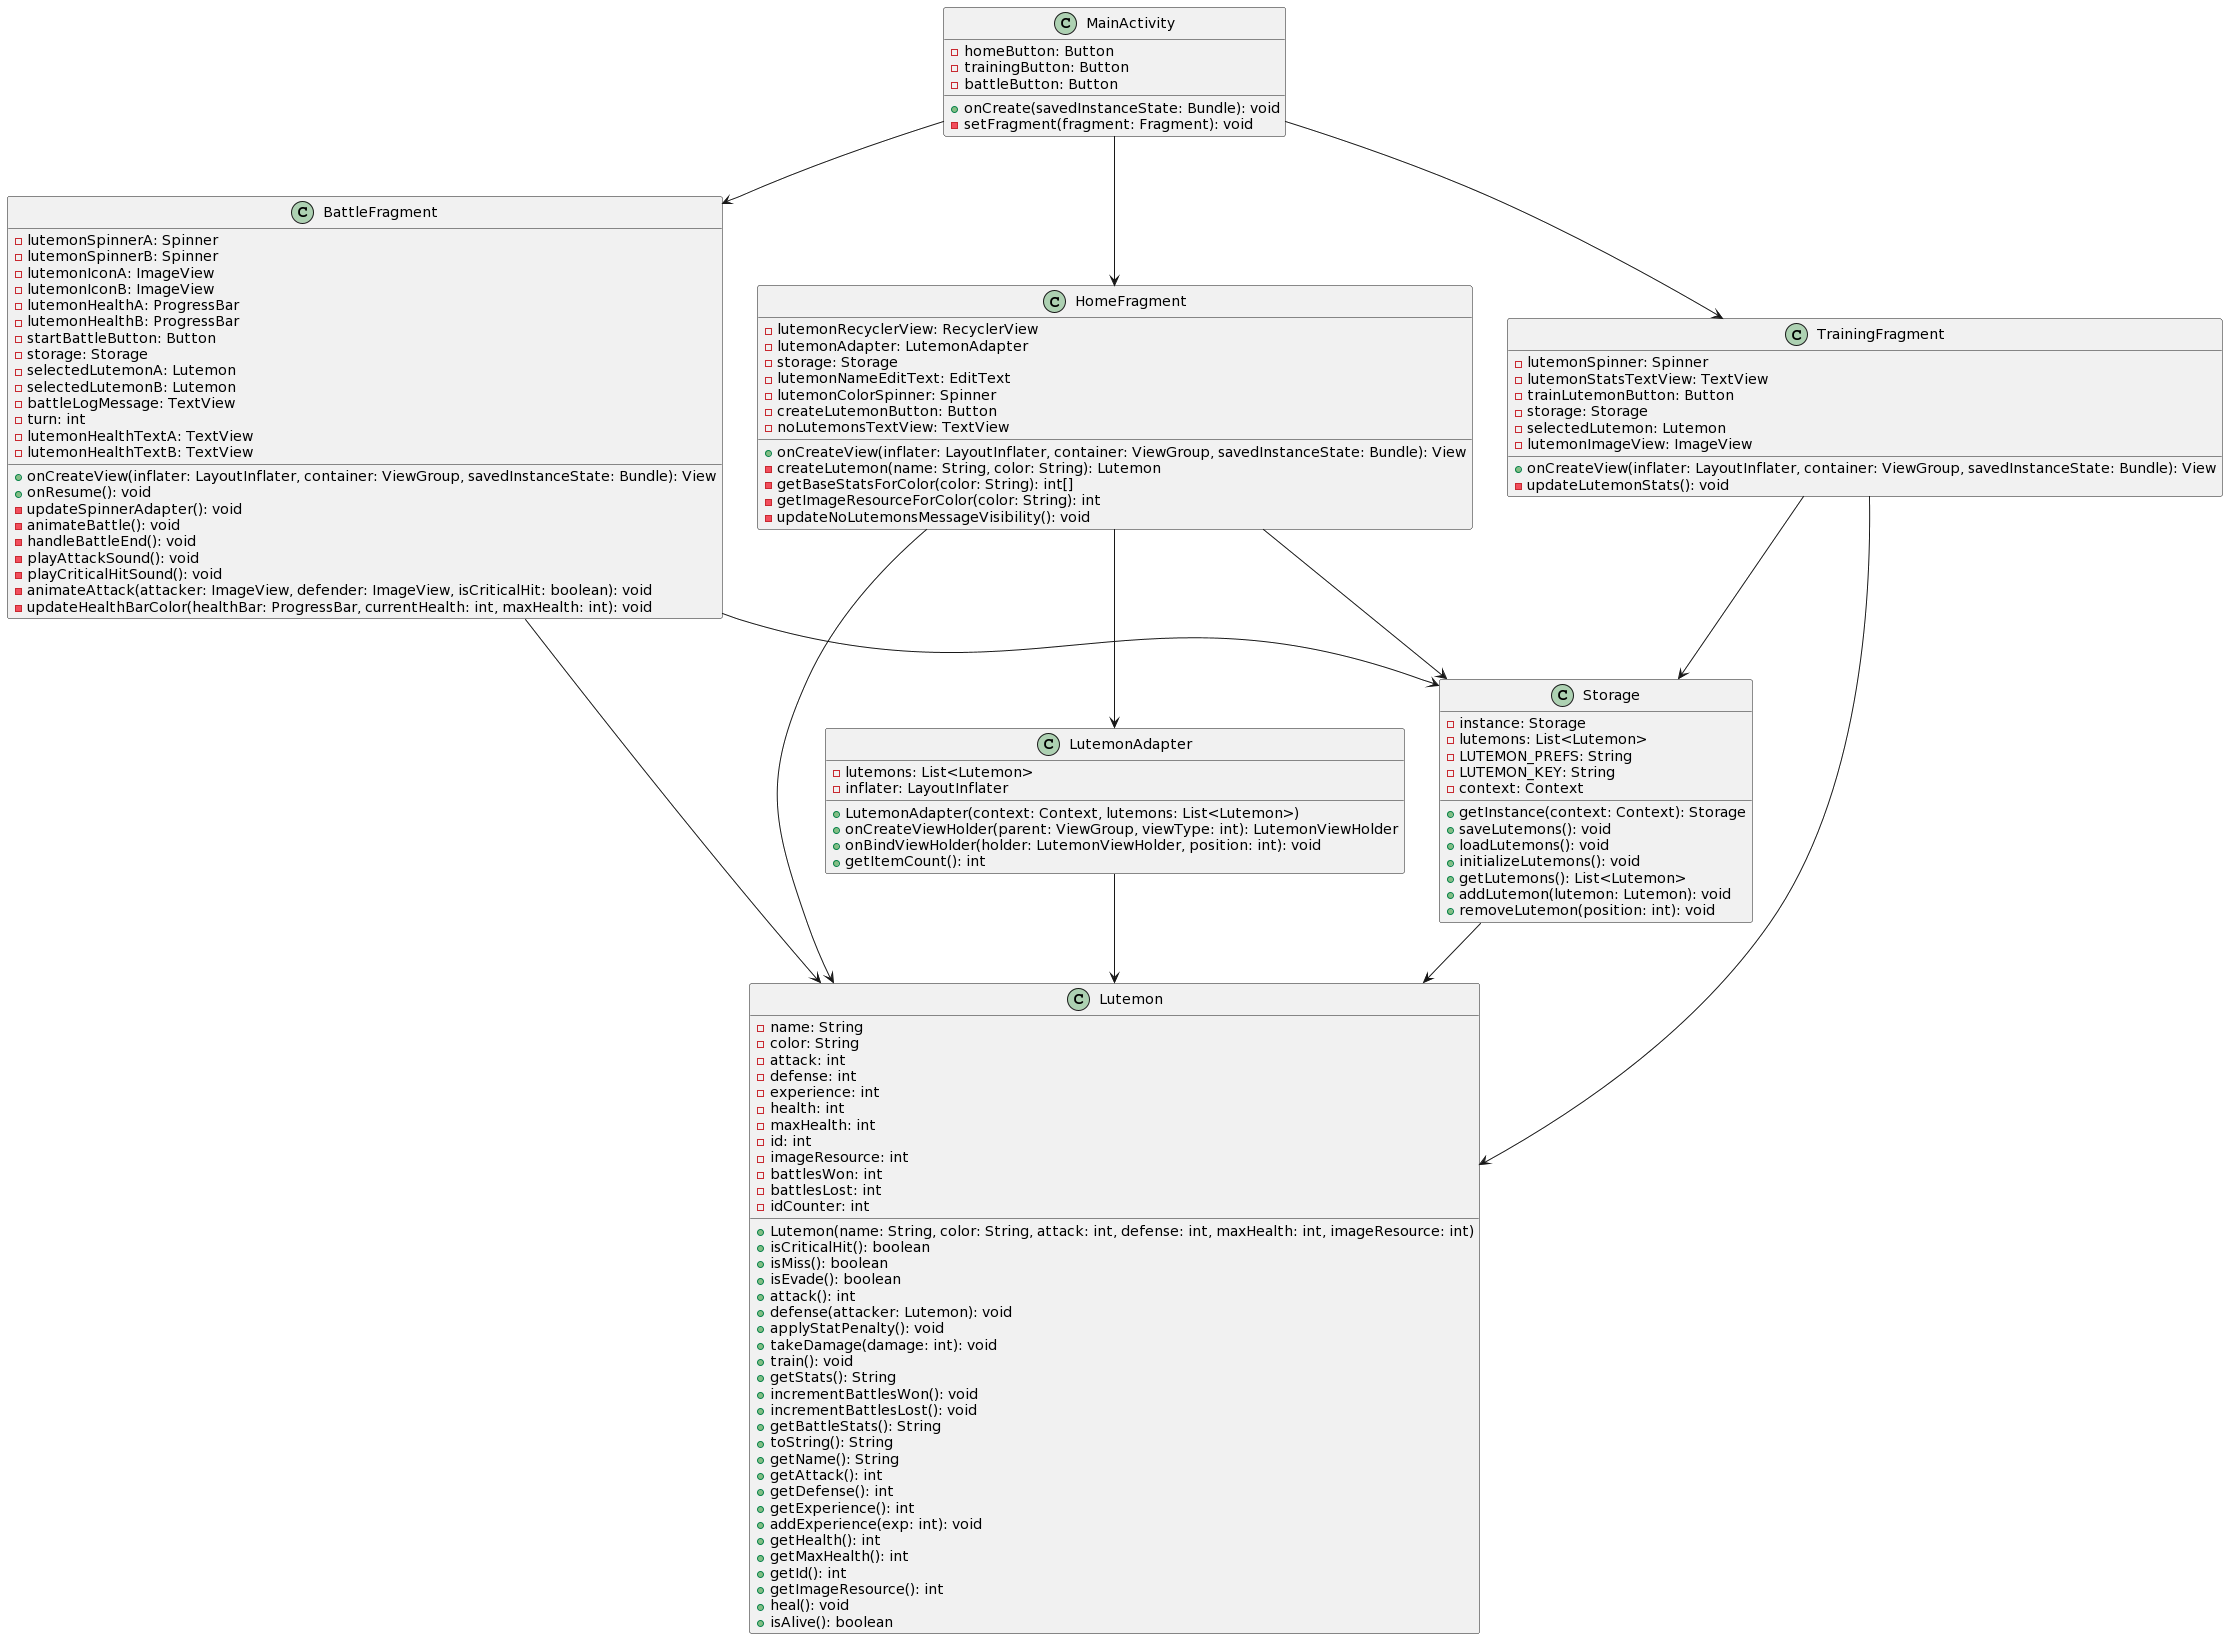 C MainActivity
homeButton: Button
trainingButton: Button
battleButton: Button
onCreate(savedInstanceState: Bundle): void
setFragment(fragment: Fragment): void
C BattleFragment
lutemonSpinnerA: Spinner
lutemonSpinnerB: Spinner
lutemonIconA: ImageView
lutemonIconB: ImageView
lutemonHealthA: ProgressBar
lutemonHealthB: ProgressBar
startBattleButton: Button
storage: Storage
selectedLutemonA: Lutemon
selectedLutemonB: Lutemon
battleLogMessage: TextView
turn: int
lutemonHealthTextA: TextView
lutemonHealthTextB: TextView
onCreateView(inflater: LayoutInflater, container: ViewGroup, savedInstanceState: Bundle): View
onResume(): void
updateSpinnerAdapter(): void
animateBattle(): void
handleBattleEnd(): void
playAttackSound(): void
playCriticalHitSound(): void
animateAttack(attacker: ImageView, defender: ImageView, isCriticalHit: boolean): void
updateHealthBarColor(healthBar: ProgressBar, currentHealth: int, maxHealth: int): void
C HomeFragment
lutemonRecyclerView: RecyclerView
lutemonAdapter: LutemonAdapter
storage: Storage
lutemonNameEditText: EditText
lutemonColorSpinner: Spinner
createLutemonButton: Button
noLutemonsTextView: TextView
onCreateView(inflater: LayoutInflater, container: ViewGroup, savedInstanceState: Bundle): View
createLutemon(name: String, color: String): Lutemon
getBaseStatsForColor(color: String): int[]
getImageResourceForColor(color: String): int
updateNoLutemonsMessageVisibility(): void
C TrainingFragment
lutemonSpinner: Spinner
lutemonStatsTextView: TextView
trainLutemonButton: Button
storage: Storage
selectedLutemon: Lutemon
lutemonImageView: ImageView
onCreateView(inflater: LayoutInflater, container: ViewGroup, savedInstanceState: Bundle): View
updateLutemonStats(): void
C LutemonAdapter
lutemons: List<Lutemon>
inflater: LayoutInflater
LutemonAdapter(context: Context, lutemons: List<Lutemon>)
onCreateViewHolder(parent: ViewGroup, viewType: int): LutemonViewHolder
onBindViewHolder(holder: LutemonViewHolder, position: int): void
getItemCount(): int
C Storage
instance: Storage
lutemons: List<Lutemon>
LUTEMON_PREFS: String
LUTEMON_KEY: String
context: Context
getInstance(context: Context): Storage
saveLutemons(): void
loadLutemons(): void
initializeLutemons(): void
getLutemons(): List<Lutemon>
addLutemon(lutemon: Lutemon): void
removeLutemon(position: int): void
C Lutemon
name: String
color: String
attack: int
defense: int
experience: int
health: int
maxHealth: int
id: int
imageResource: int
battlesWon: int
battlesLost: int
idCounter: int
Lutemon(name: String, color: String, attack: int, defense: int, maxHealth: int, imageResource: int)
isCriticalHit(): boolean
isMiss(): boolean
isEvade(): boolean
attack(): int
defense(attacker: Lutemon): void
applyStatPenalty(): void
takeDamage(damage: int): void
train(): void
getStats(): String
incrementBattlesWon(): void
incrementBattlesLost(): void
getBattleStats(): String
toString(): String
getName(): String
getAttack(): int
getDefense(): int
getExperience(): int
addExperience(exp: int): void
getHealth(): int
getMaxHealth(): int
getId(): int
getImageResource(): int
heal(): void
isAlive(): boolean